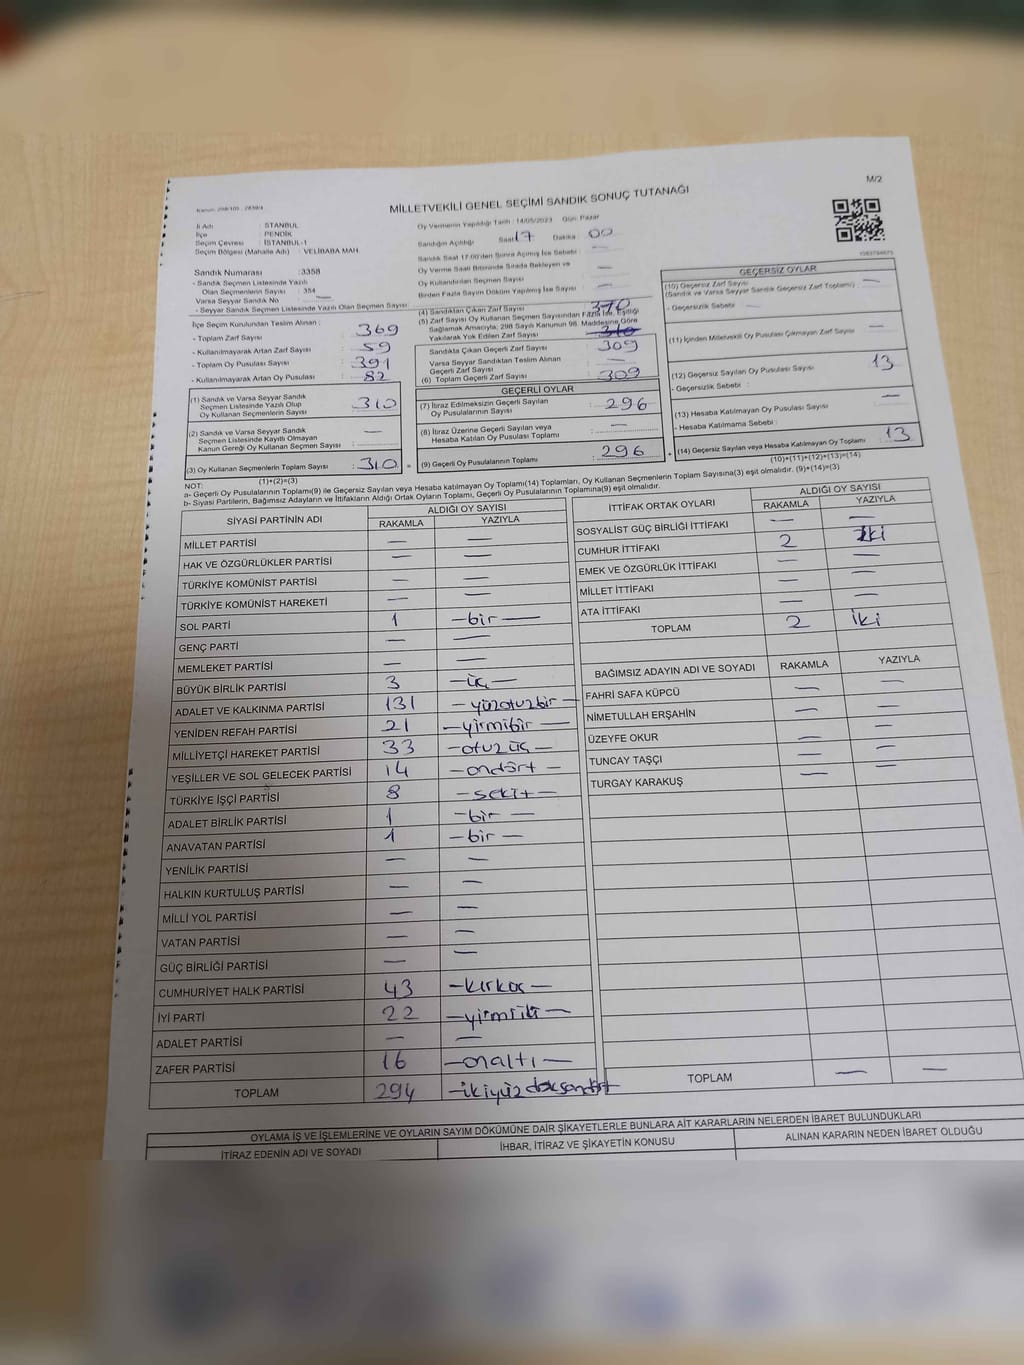 M/2
Kanun: 298/105 - 2839/4
MİLLETVEKİLİ GENEL SEÇİMİ SANDIK SONUÇ TUTANAĞI
İl Adı : İSTANBUL
İlçe : PENDİK
Seçim Çevresi : İSTANBUL-1
Seçim Bölgesi (Mahalle Adı) : VELİBABA MAH.
Sandık Numarası : 3358
- Sandık Seçmen Listesinde Yazılı
Olan Seçmenlerin Sayısı : 354
Varsa Seyyar Sandık No : —
- Seyyar Sandık Seçmen Listesinde Yazılı Olan Seçmen Sayısı
Oy Vermenin Yapıldığı Tarih : 14/05/2023 Gün: Pazar
Sandığın Açıldığı Saat 17 Dakika 00
Sandık Saat 17.00'den Sonra Açılmış İse Sebebi : —
Oy Verme Saati Bitiminde Sırada Bekleyen ve
Oy Kullandırılan Seçmen Sayısı : —
Birden Fazla Sayım Döküm Yapılmış İse Sayısı : —
İlçe Seçim Kurulundan Teslim Alınan :
- Toplam Zarf Sayısı : 369
- Kullanılmayarak Artan Zarf Sayısı : 59
- Toplam Oy Pusulası Sayısı : 391
- Kullanılmayarak Artan Oy Pusulası : 82
(1) Sandık ve Varsa Seyyar Sandık
Seçmen Listesinde Yazılı Olup
Oy Kullanan Seçmenlerin Sayısı : 310
(2) Sandık ve Varsa Seyyar Sandık
Seçmen Listesinde Kayıtlı Olmayan
Kanun Gereği Oy Kullanan Seçmen Sayısı : —
(3) Oy Kullanan Seçmenlerin Toplam Sayısı : 310 =
(1)+(2)=(3)
(4) Sandıktan Çıkan Zarf Sayısı
(5) Zarf Sayısı Oy Kullanan Seçmen Sayısından Fazla İse, Eşitliği
Sağlamak Amacıyla, 298 Sayılı Kanunun 98. Maddesine Göre
Yakılarak Yok Edilen Zarf Sayısı
Sandıkta Çıkan Geçerli Zarf Sayısı : 309
Varsa Seyyar Sandıktan Teslim Alınan
Geçerli Zarf Sayısı :
(6) Toplam Geçerli Zarf Sayısı : 309
GEÇERLİ OYLAR
(7) İtiraz Edilmeksizin Geçerli Sayılan
Oy Pusulalarının Sayısı : 296
(8) İtiraz Üzerine Geçerli Sayılan veya
Hesaba Katılan Oy Pusulası Toplamı : —
(9) Geçerli Oy Pusulalarının Toplamı : 296 +
GEÇERSİZ OYLAR
(10) Geçersiz Zarf Sayısı
(Sandık ve Varsa Seyyar Sandık Geçersiz Zarf Toplamı) : —
- Geçersizlik Sebebi : —
(11) İçinden Milletvekili Oy Pusulası Çıkmayan Zarf Sayısı : —
(12) Geçersiz Sayılan Oy Pusulası Sayısı : 13
- Geçersizlik Sebebi :
(13) Hesaba Katılmayan Oy Pusulası Sayısı : —
- Hesaba Katılmama Sebebi :
(14) Geçersiz Sayılan veya Hesaba Katılmayan Oy Toplamı : 13
(10)+(11)+(12)+(13)=(14)
NOT:
a- Geçerli Oy Pusulalarının Toplamı(9) ile Geçersiz Sayılan veya Hesaba katılmayan Oy Toplamı(14) Toplamları, Oy Kullanan Seçmenlerin Toplam Sayısına(3) eşit olmalıdır. (9)+(14)=(3)
b- Siyasi Partilerin, Bağımsız Adayların ve İttifakların Aldığı Ortak Oyların Toplamı, Geçerli Oy Pusulalarının Toplamına(9) eşit olmalıdır.
SİYASİ PARTİNİN ADI ALDIĞI OY SAYISI
RAKAMLA YAZIYLA
MİLLET PARTİSİ — —
HAK VE ÖZGÜRLÜKLER PARTİSİ — —
TÜRKİYE KOMÜNİST PARTİSİ — —
TÜRKİYE KOMÜNİST HAREKETİ — —
SOL PARTİ 1 —bir—
GENÇ PARTİ — —
MEMLEKET PARTİSİ — —
BÜYÜK BİRLİK PARTİSİ 3 —üç—
ADALET VE KALKINMA PARTİSİ 131 —yüzotuzbir—
YENİDEN REFAH PARTİSİ 21 —yirmibir—
MİLLİYETÇİ HAREKET PARTİSİ 33 —otuzüç—
YEŞİLLER VE SOL GELECEK PARTİSİ 14 —ondört—
TÜRKİYE İŞÇİ PARTİSİ 8 —sekiz—
ADALET BİRLİK PARTİSİ 1 —bir—
ANAVATAN PARTİSİ 1 —bir—
YENİLİK PARTİSİ — —
HALKIN KURTULUŞ PARTİSİ — —
MİLLİ YOL PARTİSİ — —
VATAN PARTİSİ — —
GÜÇ BİRLİĞİ PARTİSİ — —
CUMHURİYET HALK PARTİSİ 43 —kırküç—
İYİ PARTİ 22 —yirmiiki—
ADALET PARTİSİ — —
ZAFER PARTİSİ 16 —onaltı—
TOPLAM 294 —ikiyüzdoksandört
İTTİFAK ORTAK OYLARI ALDIĞI OY SAYISI
RAKAMLA YAZIYLA
SOSYALİST GÜÇ BİRLİĞİ İTTİFAKI — —
CUMHUR İTTİFAKI 2 iki
EMEK VE ÖZGÜRLÜK İTTİFAKI — —
MİLLET İTTİFAKI — —
ATA İTTİFAKI — —
TOPLAM 2 iki
BAĞIMSIZ ADAYIN ADI VE SOYADI RAKAMLA YAZIYLA
FAHRİ SAFA KÜPCÜ — —
NİMETULLAH ERŞAHİN — —
ÜZEYFE OKUR — —
TUNCAY TAŞÇI — —
TURGAY KARAKUŞ — —
TOPLAM — —
OYLAMA İŞ VE İŞLEMLERİNE VE OYLARIN SAYIM DÖKÜMÜNE DAİR ŞİKAYETLERLE BUNLARA AİT KARARLARIN NELERDEN İBARET BULUNDUKLARI
İTİRAZ EDENİN ADI VE SOYADI İHBAR, İTİRAZ VE ŞİKAYETİN KONUSU ALINAN KARARIN NEDEN İBARET OLDUĞU